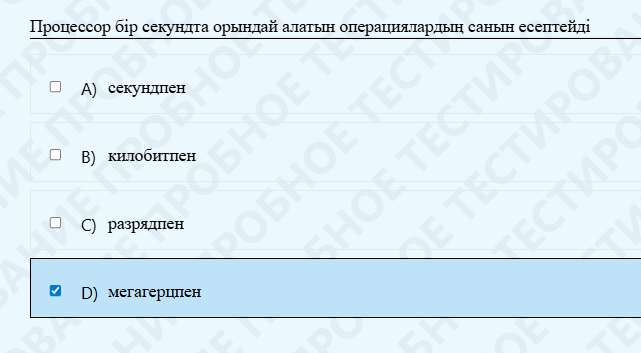 Процессор бір секундта орындай алатын операциялардың санын есептейді
A) секундпен
B) килобитпен
C) разрядпен
D) мегагерцпен